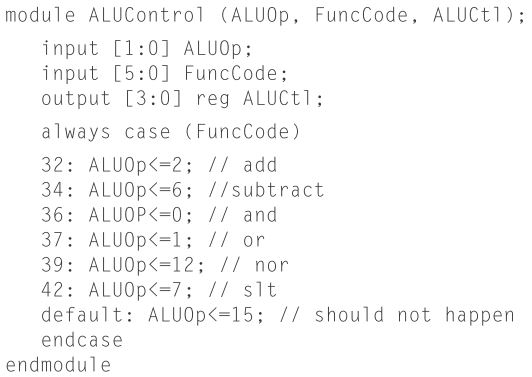 module ALUControl (ALUOp, FuncCode, ALUCtl);
input [1:0] ALUOp;
input [5:0] FuncCode;
output [3:0] reg ALUCtl;
always case (FuncCode)
32: ALUOp<=2; // add
34: ALUOp<=6; //subtract
36: ALUOP<=0; // and
37: ALUOp<=1; // or
39: ALUOp<=12; // nor
42: ALUOp<=7; // slt
default: ALUOp<=15; // should not happen
endcase
endmodule